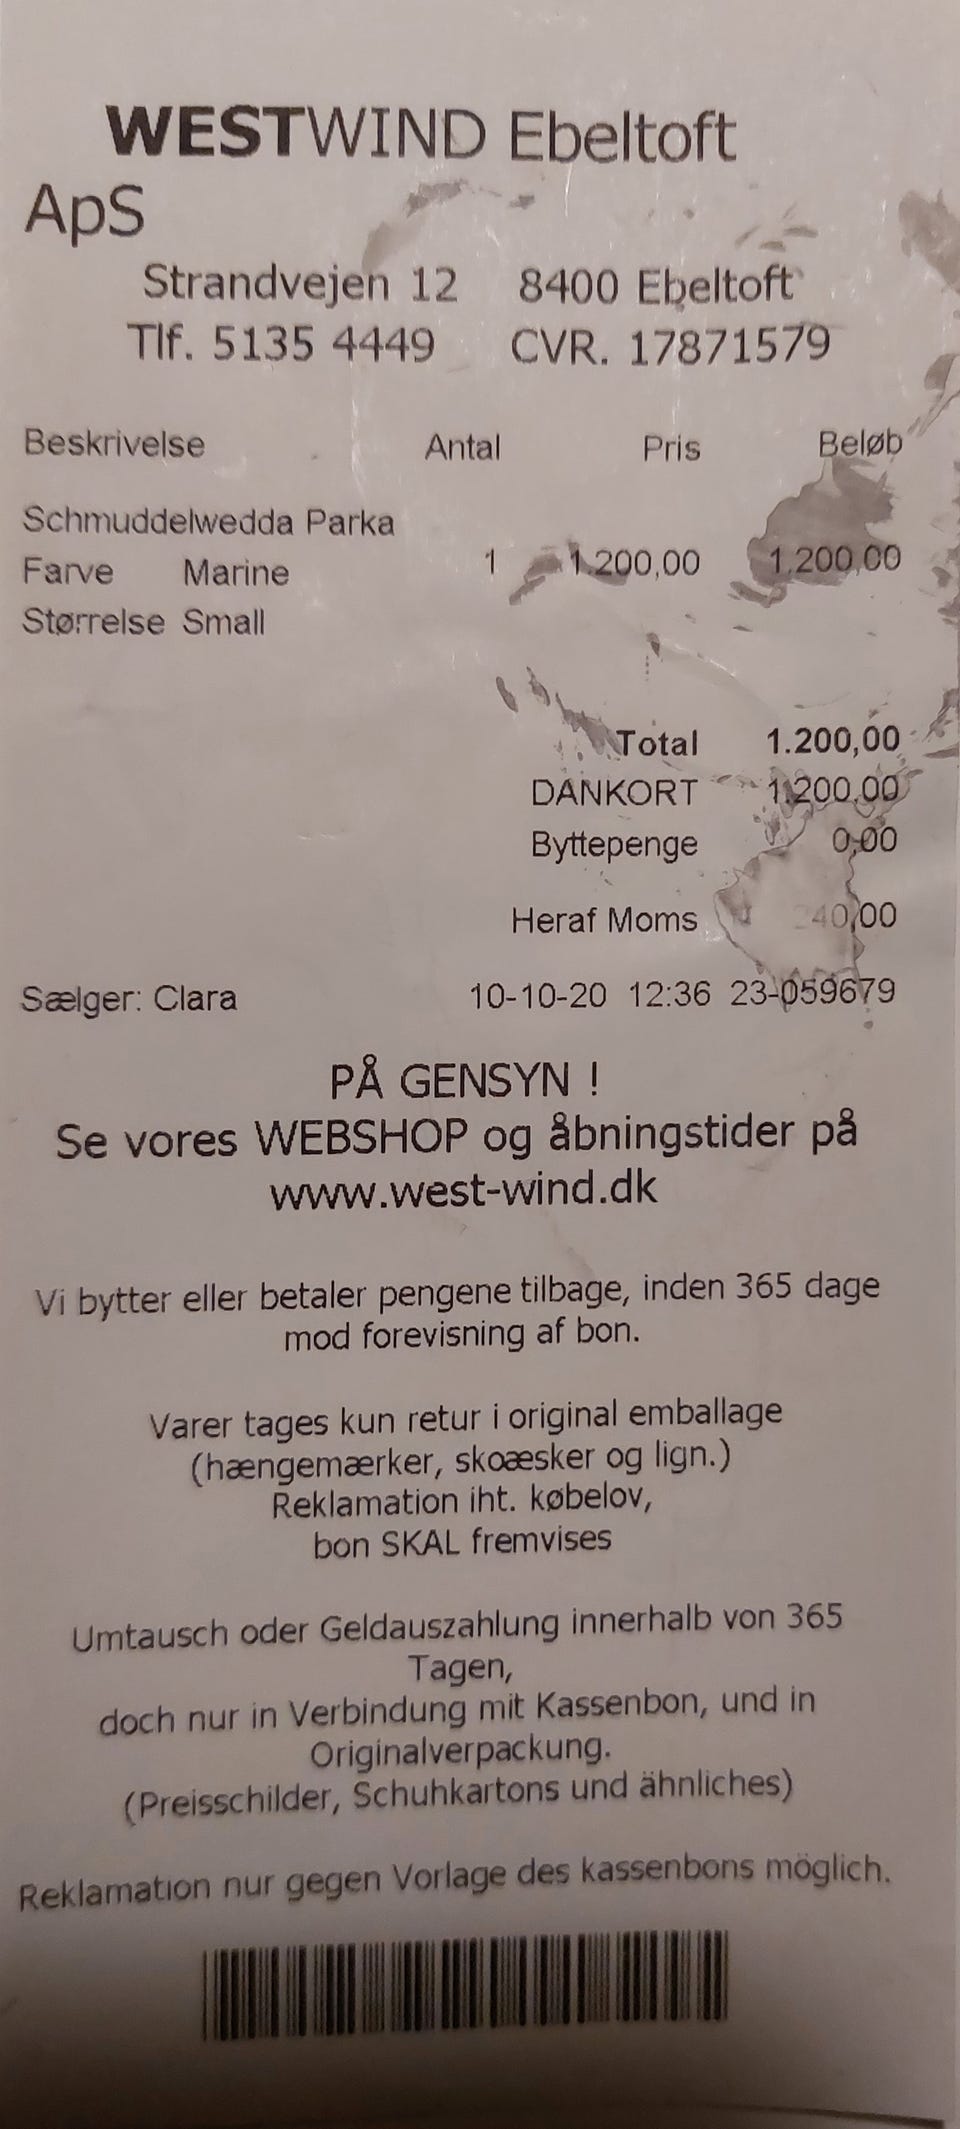 WESTWIND Ebeltoft
ApS
Strandvejen 12 8400 Ebeltoft
Tlf. 5135 4449 CVR. 17871579
Beskrivelse Antal Pris Beløb
Schmuddelwedda Parka
Farve Marine 1 1.200,00 1.200,00
Størrelse Small
Total 1.200,00
DANKORT 1.200,00
Byttepenge 0,00
Heraf Moms 240,00
Sælger: Clara 10-10-20 12:36 23-059679
PÅ GENSYN !
Se vores WEBSHOP og åbningstider på
www.west-wind.dk
Vi bytter eller betaler pengene tilbage, inden 365 dage
mod forevisning af bon.
Varer tages kun retur i original emballage
(hængemærker, skoæsker og lign.)
Reklamation iht. købelov,
bon SKAL fremvises
Umtausch oder Geldauszahlung innerhalb von 365
Tagen,
doch nur in Verbindung mit Kassenbon, und in
Originalverpackung.
(Preisschilder, Schuhkartons und ähnliches)
Reklamation nur gegen Vorlage des kassenbons möglich.